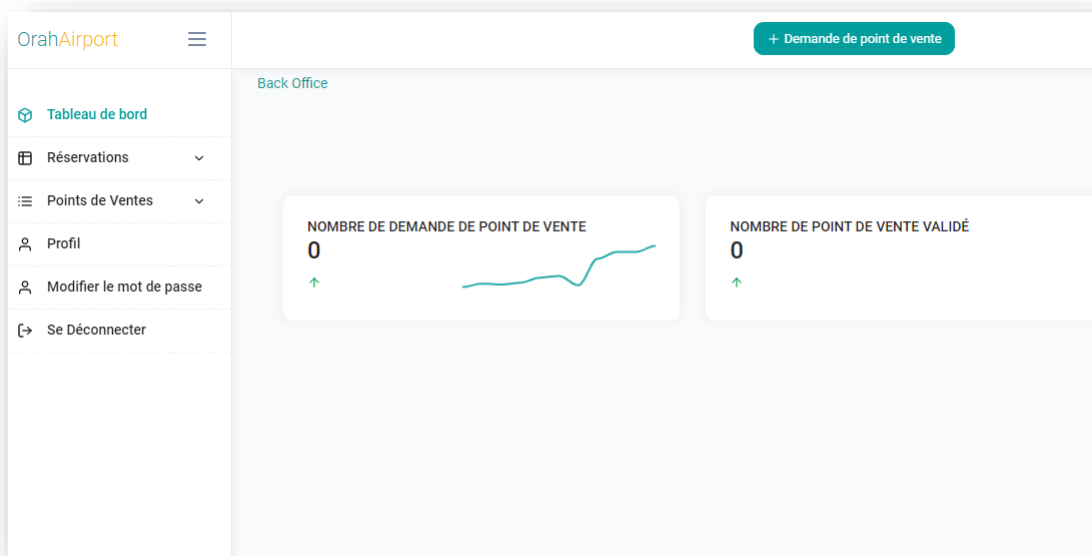 OrahAirport
+ Demande de point de vente
Back Office
Tableau de bord
Réservations
Points de Ventes
Profil
Modifier le mot de passe
Se Déconnecter
NOMBRE DE DEMANDE DE POINT DE VENTE
0
NOMBRE DE POINT DE VENTE VALIDÉ
0